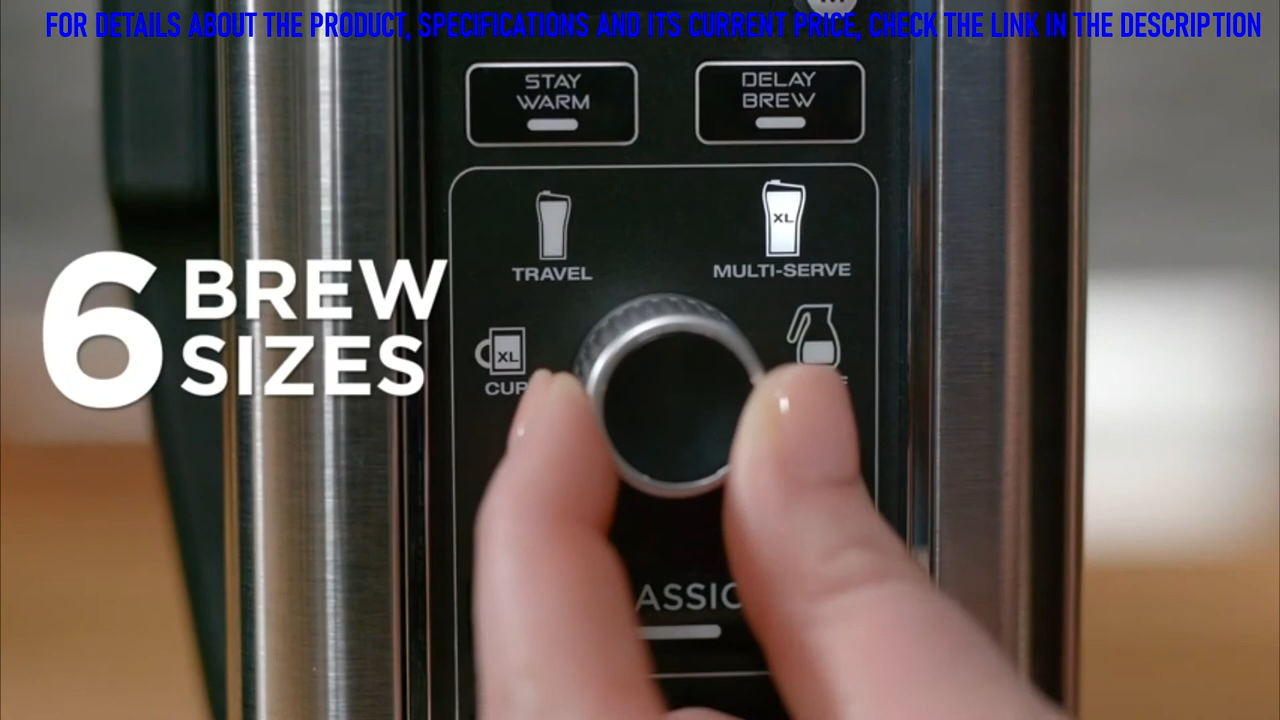 FOR DETAILS ABOUT THE PRODUCT, SPECIFICATIONS AND ITS CURRENT PRICE, CHECK THE LINK IN THE DESCRIPTION
STAY
WARM
DELAY
BREW
XL
TRAVEL
MULTI-SERVE
6 BREW
SIZES
XL
CUP